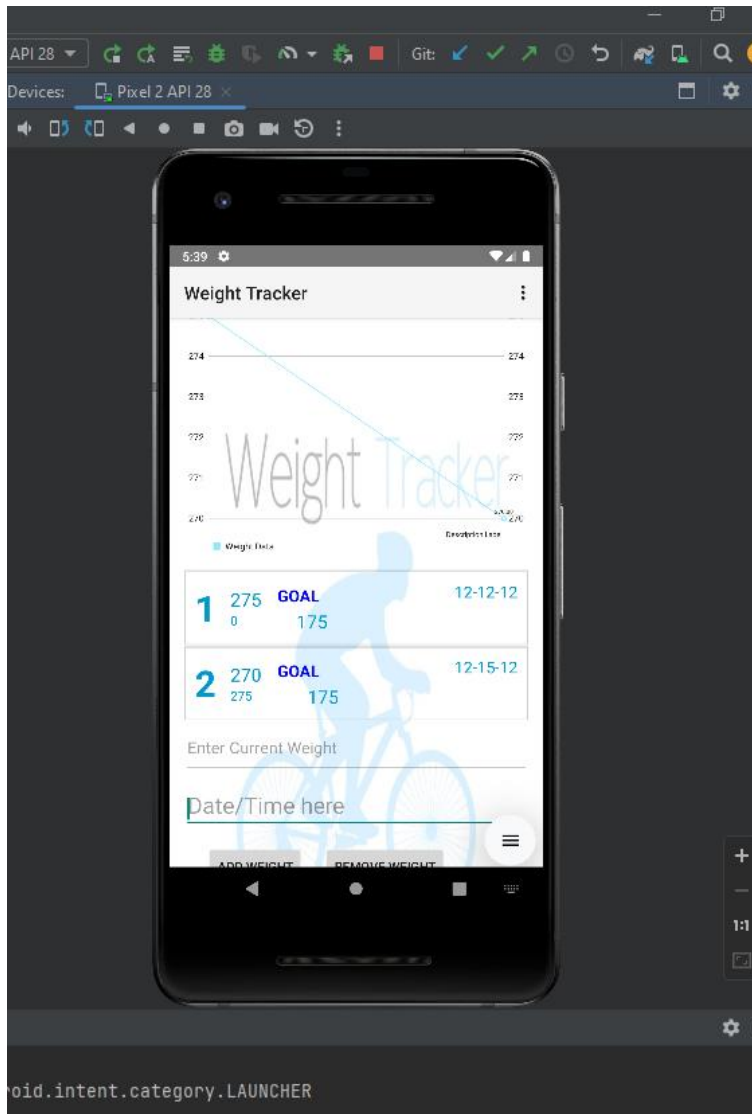 API 28 Git:
Devices: Pixel 2 API 28
5:39
Weight Tracker
274 274
273 273
272 272
271 271
Weight Tracker
270 270
Weight Data
1 275 GOAL 12-12-12
0 175
2 270 GOAL 12-15-12
275 175
Enter Current Weight
Date/Time here
ADD WEIGHT REMOVE WEIGHT
1:1
roid.intent.category.LAUNCHER